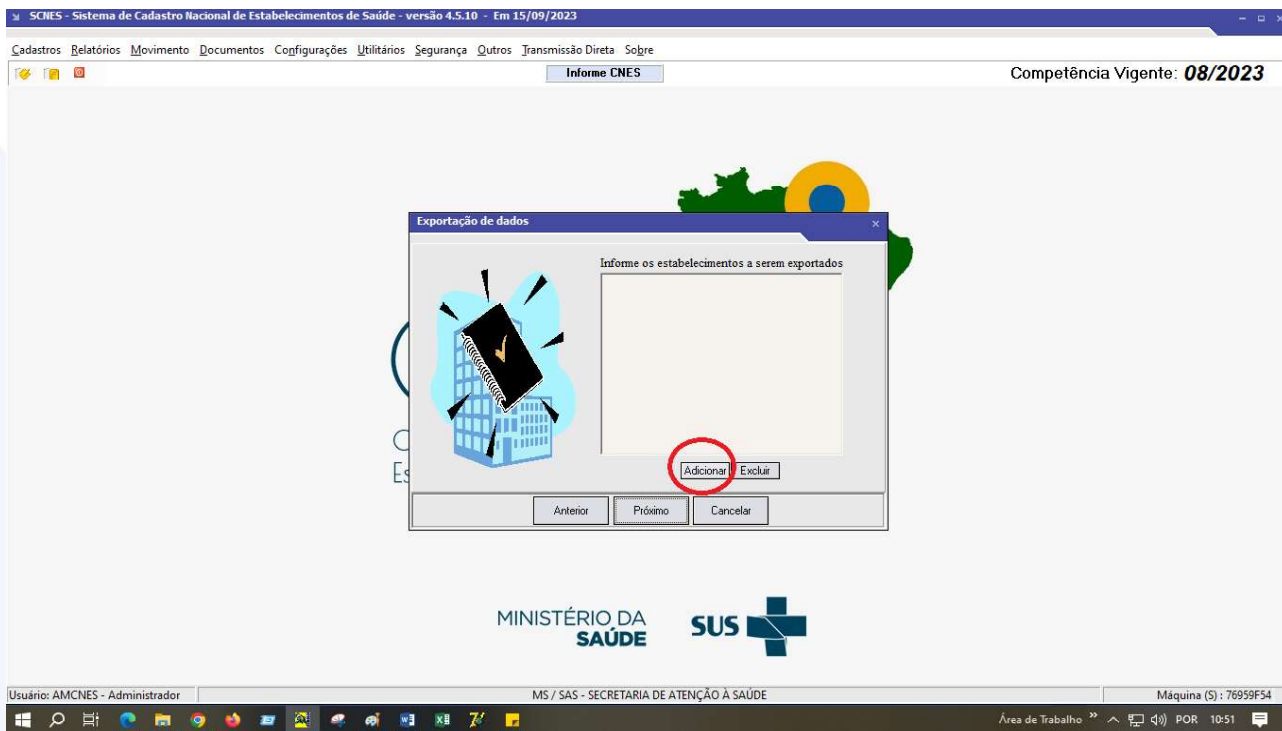 SCNES - Sistema de Cadastro Nacional de Estabelecimentos de Saúde - versão 4.5.10 - Em 15/09/2023
Cadastros Relatórios Movimento Documentos Configurações Utilitários Segurança Outros Transmissão Direta Sobre
Informe CNES
Competência Vigente: 08/2023
Exportação de dados
Informe os estabelecimentos a serem exportados
C
Es
Adicionar Excluir
Anterior Próximo Cancelar
MINISTÉRIO DA
SAÚDE
SUS
Usuário: AMCNES - Administrador MS / SAS - SECRETARIA DE ATENÇÃO À SAÚDE Máquina (S) : 76959F54
Área de Trabalho POR 10:51